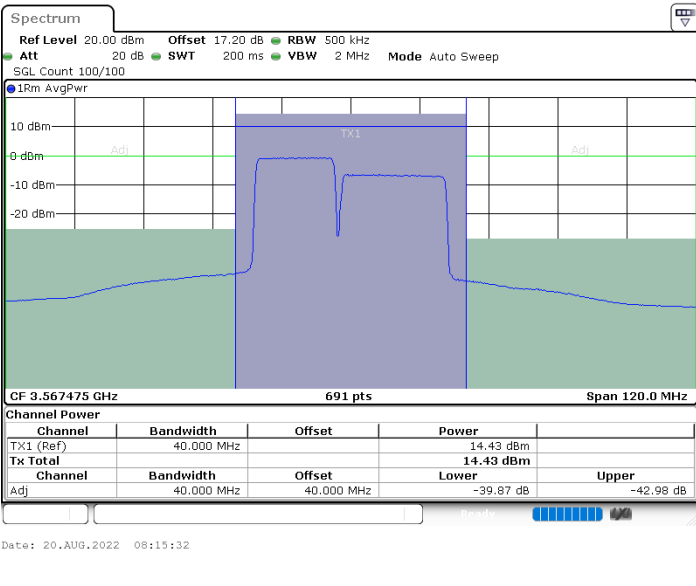 Spectrum
Ref Level 20.00 dBm Offset 17.20 dB RBW 500 kHz
Att 20 dB SWT 200 ms VBW 2 MHz Mode Auto Sweep
SGL Count 100/100
1Rm AvgPwr
10 dBm
TX1
Adj Adj
0 dBm
-10 dBm
-20 dBm
CF 3.567475 GHz 691 pts Span 120.0 MHz
Channel Power
Channel Bandwidth Offset Power
TX1 (Ref) 40.000 MHz 14.43 dBm
Tx Total 14.43 dBm
Channel Bandwidth Offset Lower Upper
Adj 40.000 MHz 40.000 MHz -39.87 dB -42.98 dB
Ready
Date: 20.AUG.2022 08:15:32